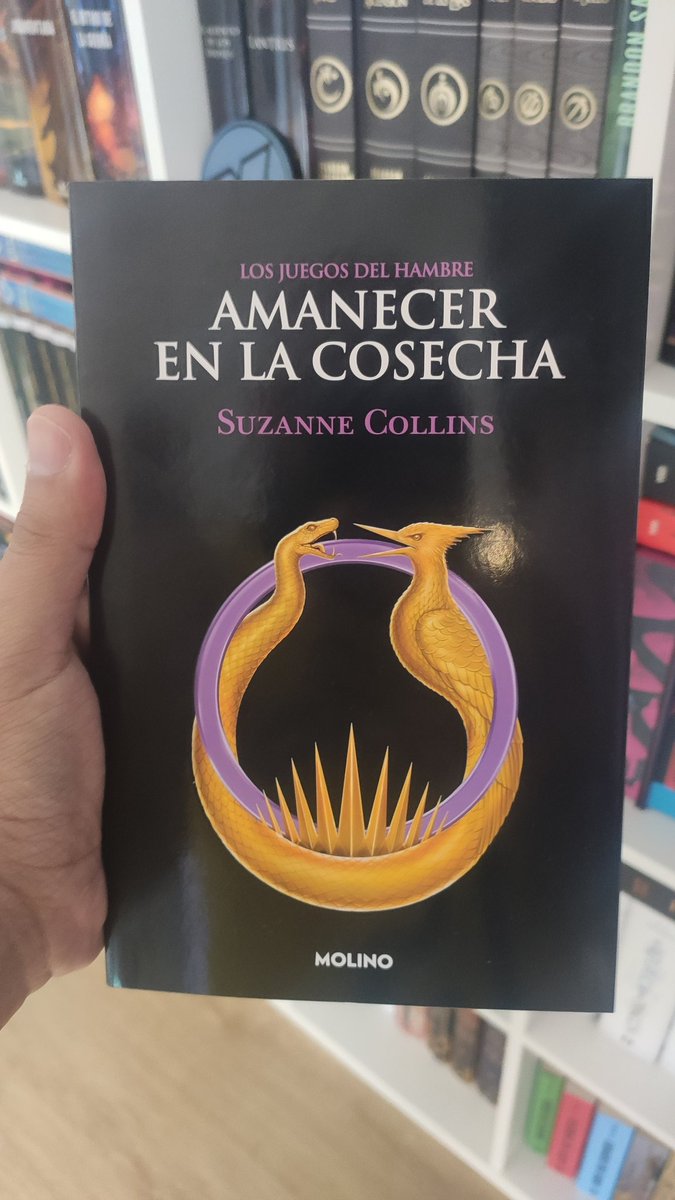 LOS JUEGOS DEL HAMBRE
AMANECER
EN LA COSECHA
SUZANNE COLLINS
MOLINO